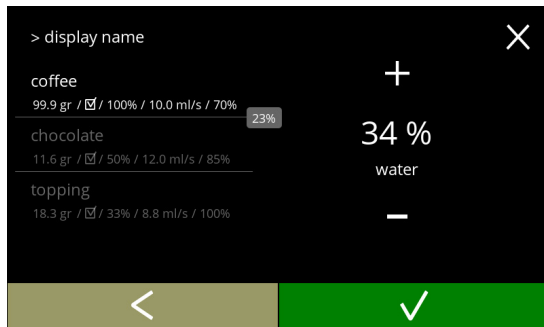 > display name
coffee
99.9 gr / ☑ / 100% / 10.0 ml/s / 70%
23%
chocolate
11.6 gr / ☑ / 50% / 12.0 ml/s / 85%
topping
18.3 gr / ☑ / 33% / 8.8 ml/s / 100%
34 %
water